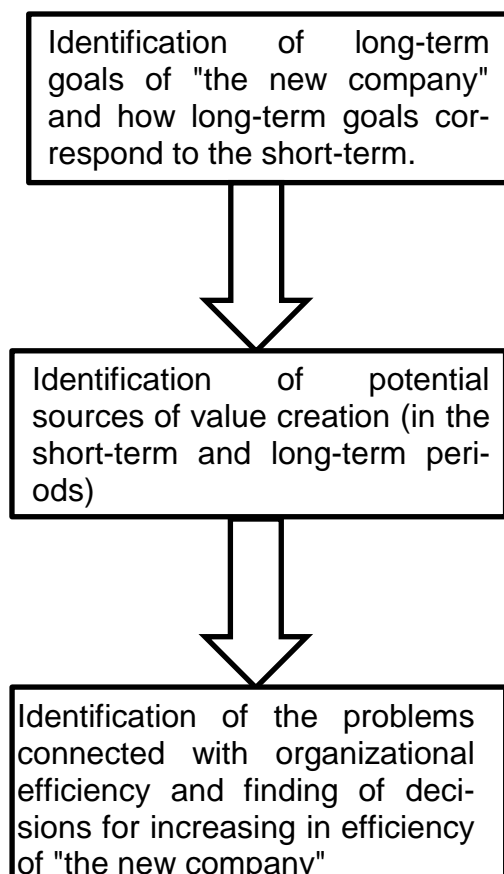 Identification of long-term
goals of "the new company"
and how long-term goals cor-
respond to the short-term.
Identification of potential
sources of value creation (in the
short-term and long-term peri-
ods)
Identification of the problems
connected with organizational
efficiency and finding of deci-
sions for increasing in efficiency
of "the new company"